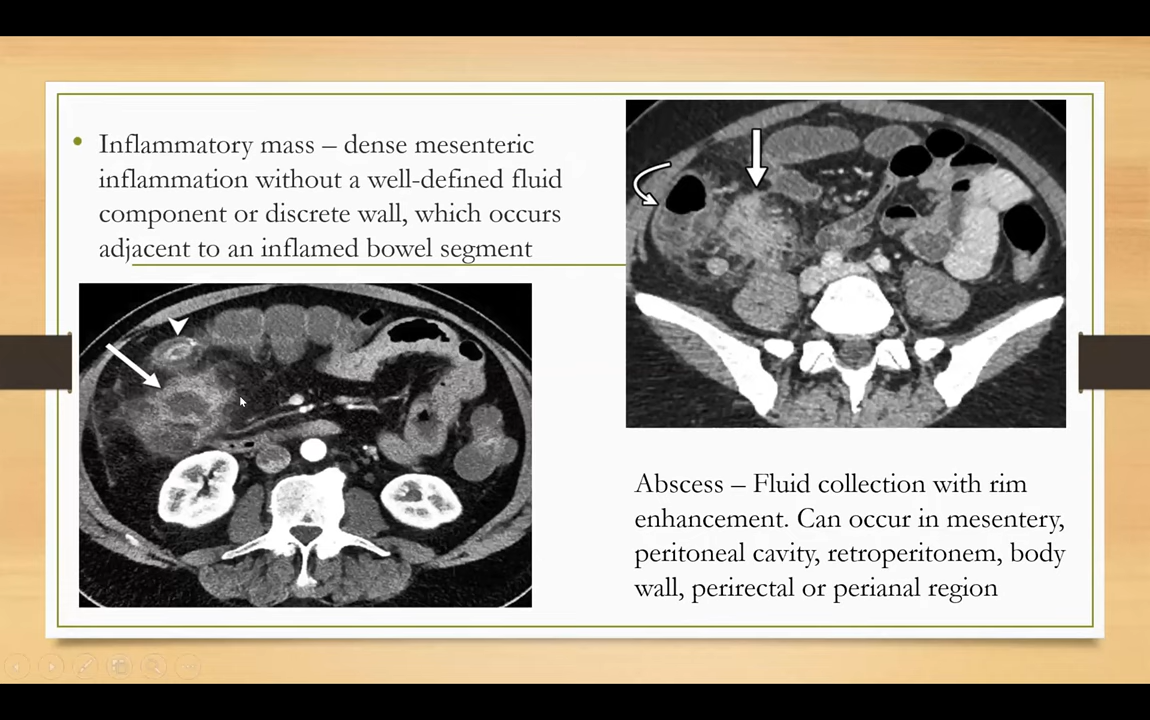 • Inflammatory mass – dense mesenteric
inflammation without a well-defined fluid
component or discrete wall, which occurs
adjacent to an inflamed bowel segment
Abscess – Fluid collection with rim
enhancement. Can occur in mesentery,
peritoneal cavity, retroperitonem, body
wall, perirectal or perianal region